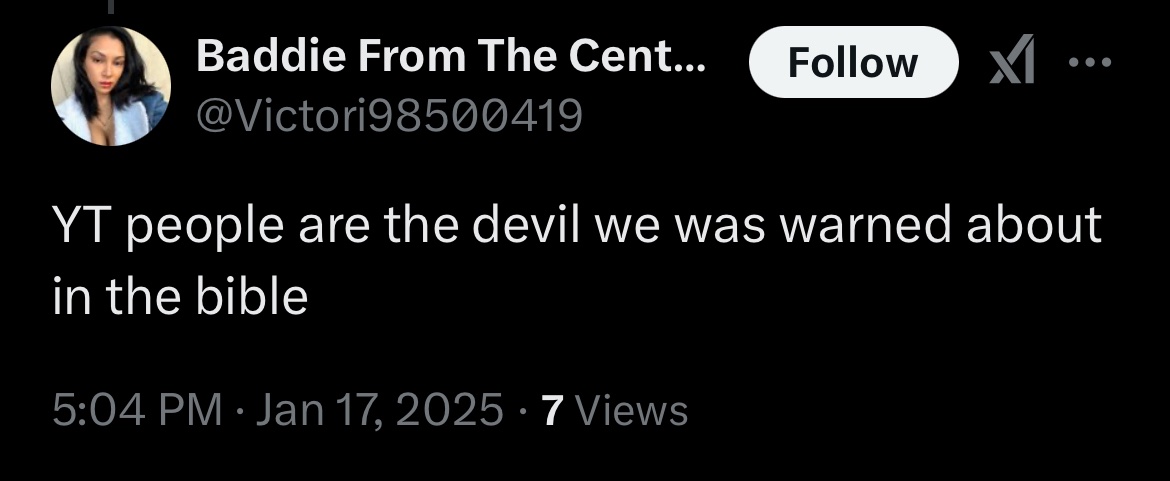 Baddie From The Cent...
Follow
@Victori98500419
YT people are the devil we was warned about
in the bible
5:04 PM · Jan 17, 2025 · 7 Views